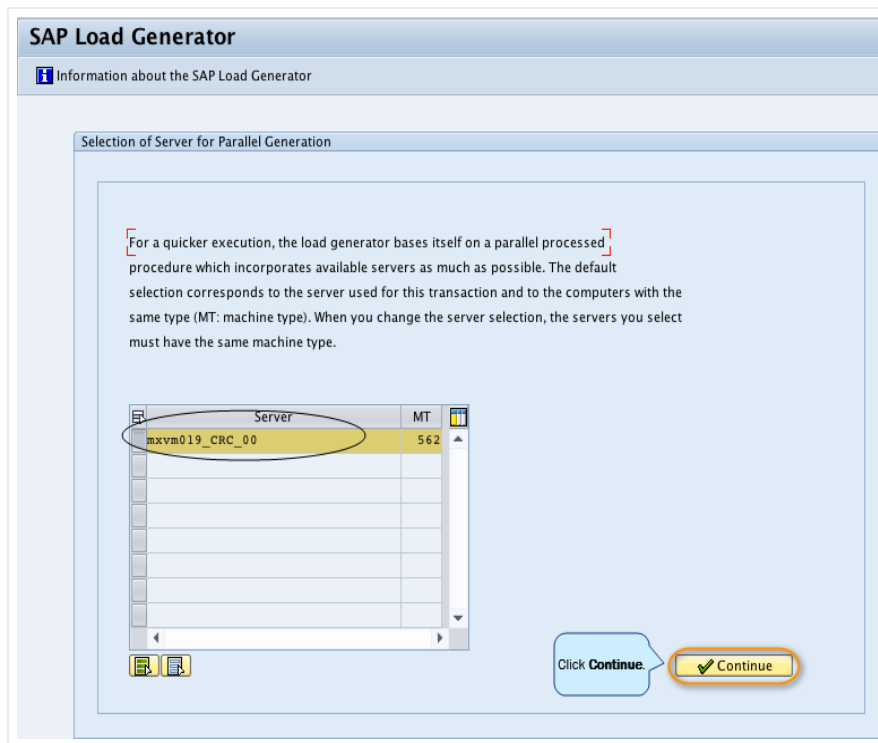 SAP Load Generator
Information about the SAP Load Generator
Selection of Server for Parallel Generation
For a quicker execution, the load generator bases itself on a parallel processed
procedure which incorporates available servers as much as possible. The default
selection corresponds to the server used for this transaction and to the computers with the
same type (MT: machine type). When you change the server selection, the servers you select
must have the same machine type.
Server MT
mxvm019_CRC_00 562
Click Continue.
Continue